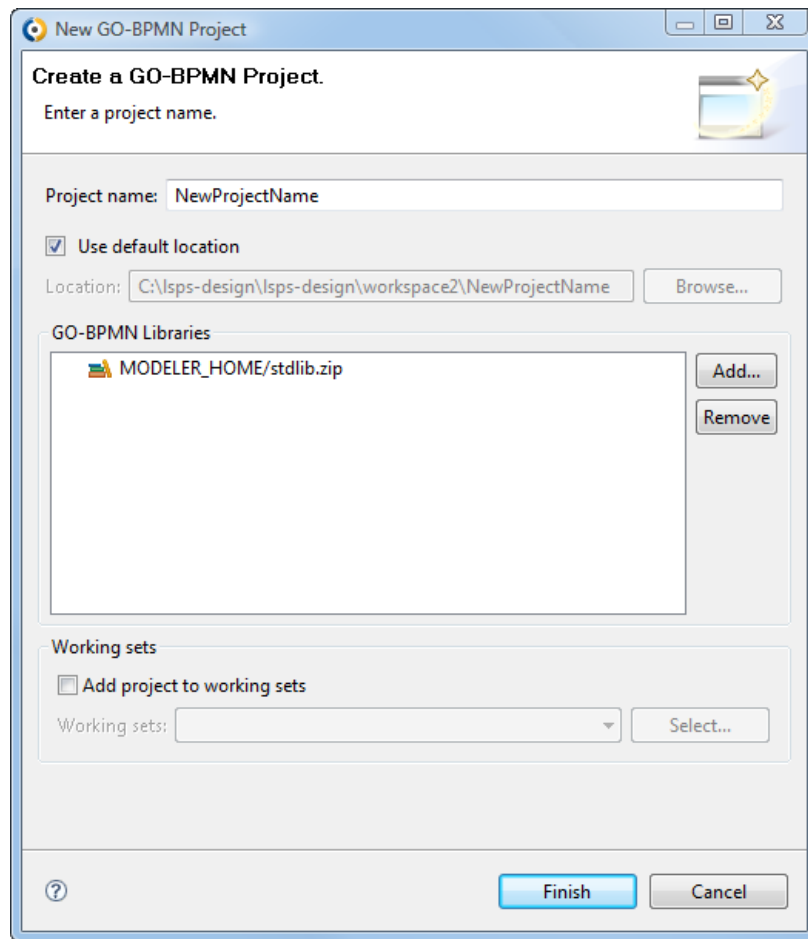 New GO-BPMN Project
Create a GO-BPMN Project.
Enter a project name.
Project name: NewProjectName
Use default location
Location: C:\lsps-design\lsps-design\workspace2\NewProjectName Browse...
GO-BPMN Libraries
MODELER_HOME/stdlib.zip Add...
Remove
Working sets
Add project to working sets
Working sets: Select...
? Finish Cancel